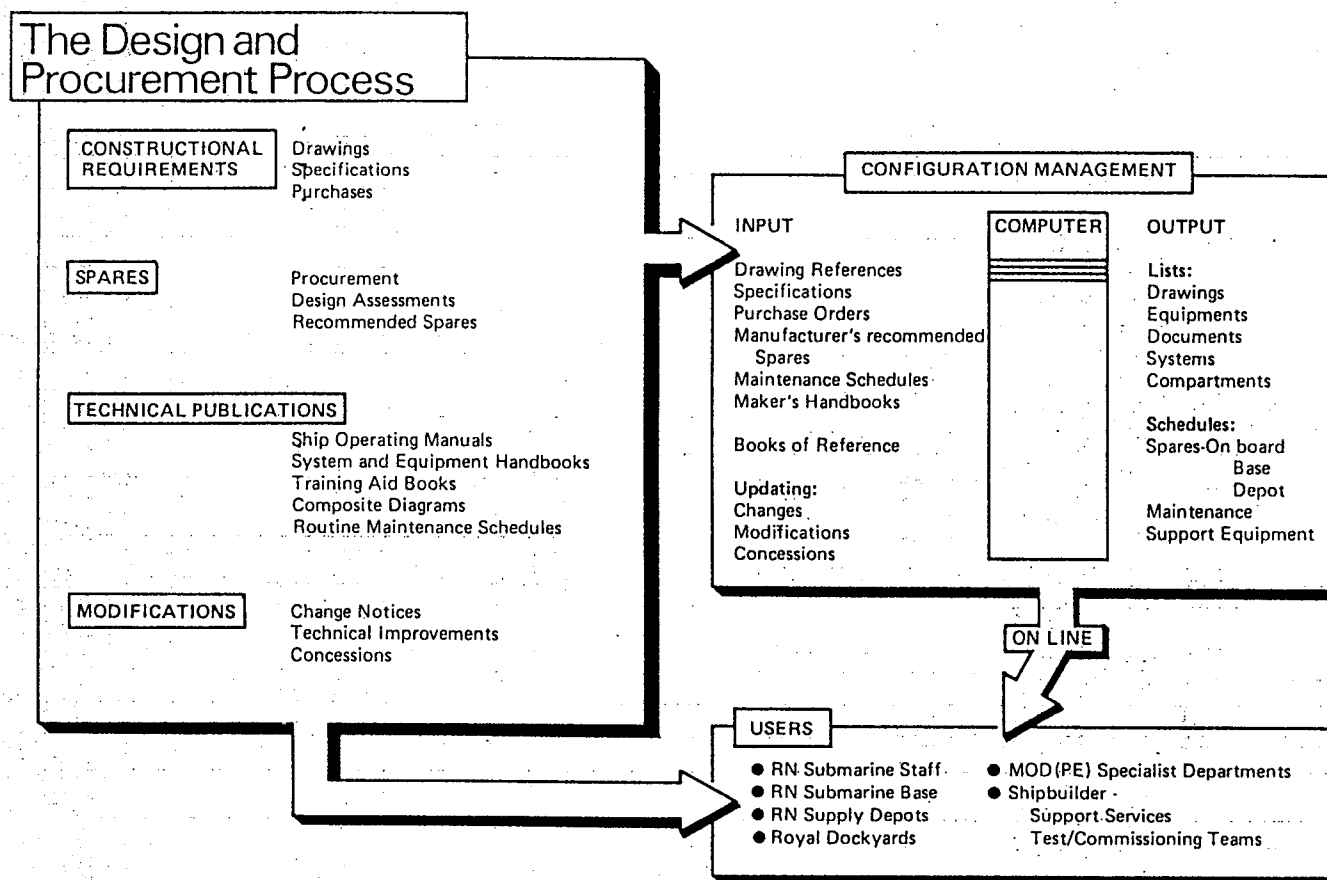 The Design and
Procurement Process
CONSTRUCTIONAL
REQUIREMENTS
Drawings
Specifications
Purchases
SPARES
Procurement
Design Assessments
Recommended Spares
TECHNICAL PUBLICATIONS
Ship Operating Manuals
System and Equipment Handbooks
Training Aid Books
Composite Diagrams
Routine Maintenance Schedules
MODIFICATIONS
Change Notices
Technical Improvements
Concessions
CONFIGURATION MANAGEMENT
INPUT
Drawing References
Specifications
Purchase Orders
Manufacturer's recommended
Spares
Maintenance Schedules
Maker's Handbooks
Books of Reference
Updating:
Changes
Modifications
Concessions
COMPUTER
OUTPUT
Lists:
Drawings
Equipments
Documents
Systems
Compartments
Schedules:
Spares-On board
Base
Depot
Maintenance
Support Equipment
ON LINE
USERS
● RN Submarine Staff
● RN Submarine Base
● RN Supply Depots
● Royal Dockyards
● MOD(PE) Specialist Departments
● Shipbuilder -
Support Services
Test/Commissioning Teams